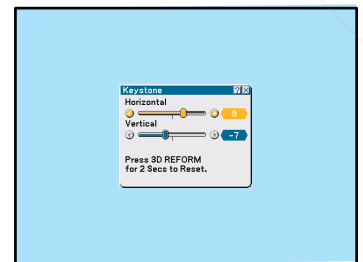 Keystone
Horizontal
9
Vertical
-7
Press 3D REFORM
for 2 Secs to Reset.